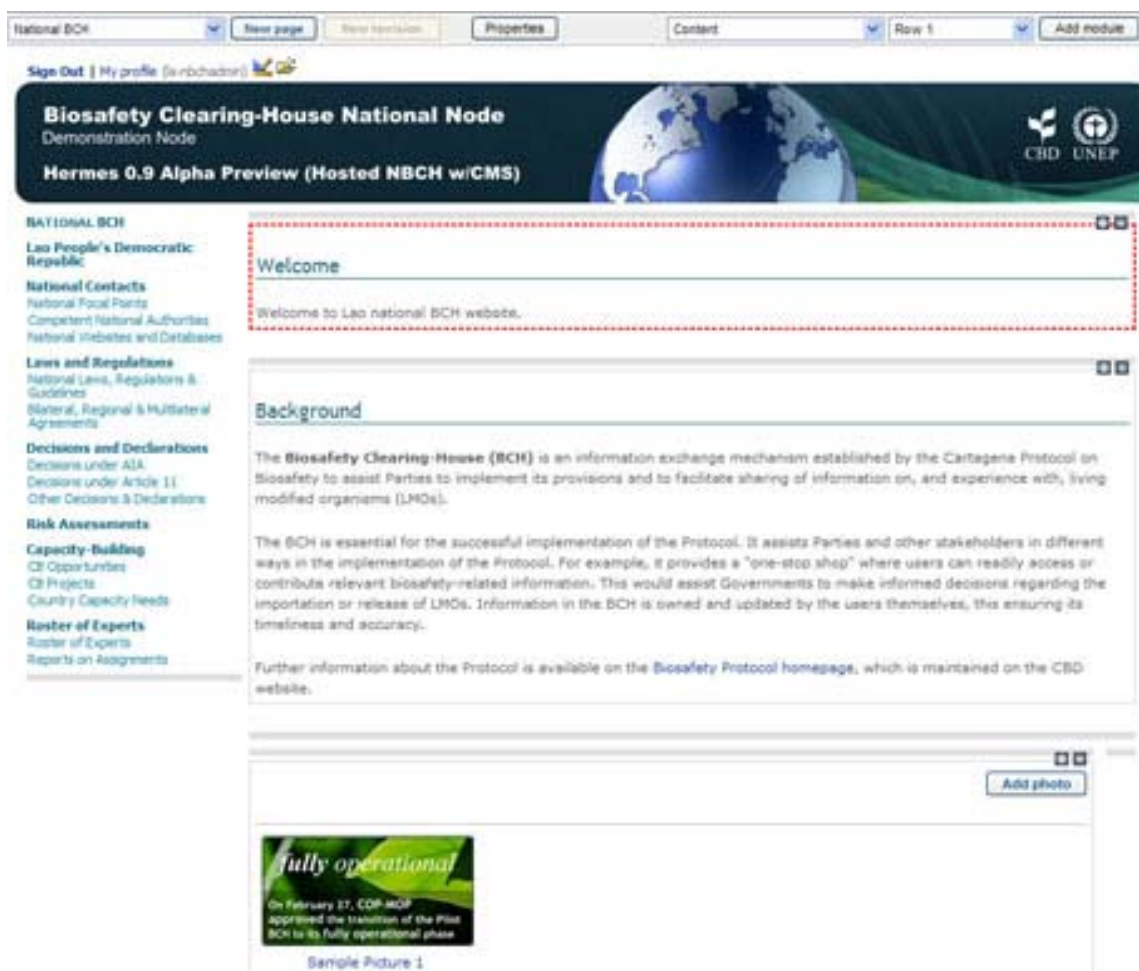 National BCH
New page
New revision
Properties
Content
Row 1
Add module
Sign Out | My profile
Biosafety Clearing-House National Node
Demonstration Node
Hermes 0.9 Alpha Preview (Hosted NBCH w/CMS)
CBD UNEP
NATIONAL BCH
Lao People's Democratic
Republic
National Contacts
National Focal Points
Competent National Authorities
National Websites and Databases
Laws and Regulations
National Laws, Regulations &
Guidelines
Bilateral, Regional & Multilateral
Agreements
Decisions and Declarations
Decisions under AIA
Decisions under Article 11
Other Decisions & Declarations
Risk Assessments
Capacity-Building
CB Opportunities
CB Projects
Country Capacity Needs
Roster of Experts
Roster of Experts
Reports on Assignments
Welcome
Welcome to Lao national BCH website.
Background
The Biosafety Clearing-House (BCH) is an information exchange mechanism established by the Cartagena Protocol on
Biosafety to assist Parties to implement its provisions and to facilitate sharing of information on, and experience with, living
modified organisms (LMOs).
The BCH is essential for the successful implementation of the Protocol. It assists Parties and other stakeholders in different
ways in the implementation of the Protocol. For example, it provides a "one-stop shop" where users can readily access or
contribute relevant biosafety-related information. This would assist Governments to make informed decisions regarding the
importation or release of LMOs. Information in the BCH is owned and updated by the users themselves, this ensuring its
timeliness and accuracy.
Further information about the Protocol is available on the Biosafety Protocol homepage, which is maintained on the CBD
website.
Add photo
fully operational
On February 27, COP-MOP
approved the transition of the Pilot
BCH to its fully operational phase
Sample Picture 1